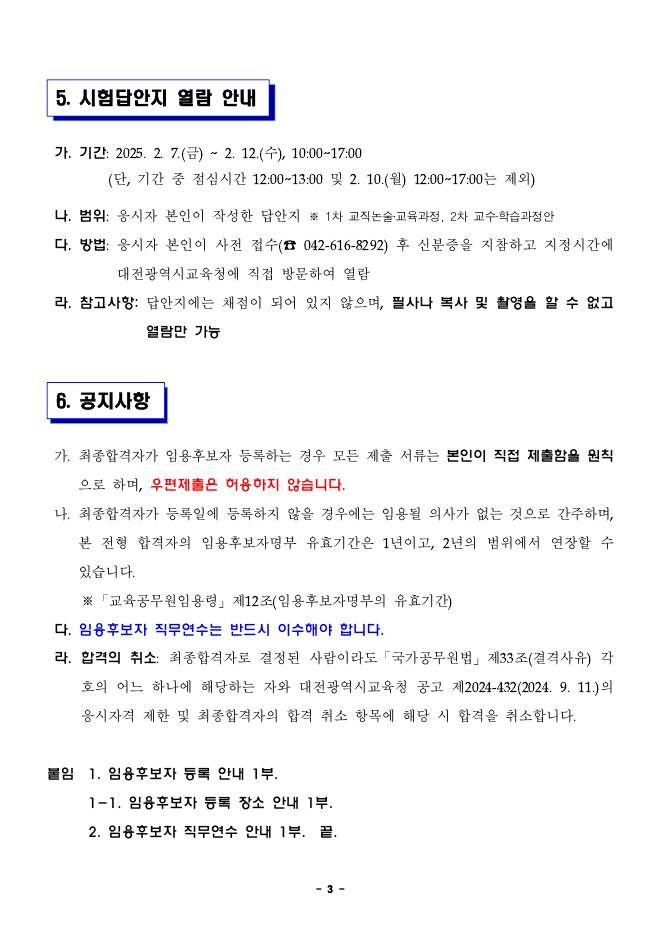 5. 시험답안지 열람 안내
가. 기간: 2025. 2. 7.(금) ~ 2. 12.(수), 10:00~17:00
(단, 기간 중 점심시간 12:00~13:00 및 2. 10.(월) 12:00~17:00는 제외)
나. 범위: 응시자 본인이 작성한 답안지 ※ 1차 교직논술·교육과정, 2차 교수·학습과정안
다. 방법: 응시자 본인이 사전 접수(☎ 042-616-8292) 후 신분증을 지참하고 지정시간에
대전광역시교육청에 직접 방문하여 열람
라. 참고사항: 답안지에는 채점이 되어 있지 않으며, 필사나 복사 및 촬영을 할 수 없고
열람만 가능
6. 공지사항
가. 최종합격자가 임용후보자 등록하는 경우 모든 제출 서류는 본인이 직접 제출함을 원칙
으로 하며, 우편제출은 허용하지 않습니다.
나. 최종합격자가 등록일에 등록하지 않을 경우에는 임용될 의사가 없는 것으로 간주하며,
본 전형 합격자의 임용후보자명부 유효기간은 1년이고, 2년의 범위에서 연장할 수
있습니다.
※「교육공무원임용령」제12조(임용후보자명부의 유효기간)
다. 임용후보자 직무연수는 반드시 이수해야 합니다.
라. 합격의 취소: 최종합격자로 결정된 사람이라도「국가공무원법」제33조(결격사유) 각
호의 어느 하나에 해당하는 자와 대전광역시교육청 공고 제2024-432(2024. 9. 11.)의
응시자격 제한 및 최종합격자의 합격 취소 항목에 해당 시 합격을 취소합니다.
붙임 1. 임용후보자 등록 안내 1부.
1-1. 임용후보자 등록 장소 안내 1부.
2. 임용후보자 직무연수 안내 1부. 끝.
- 3 -